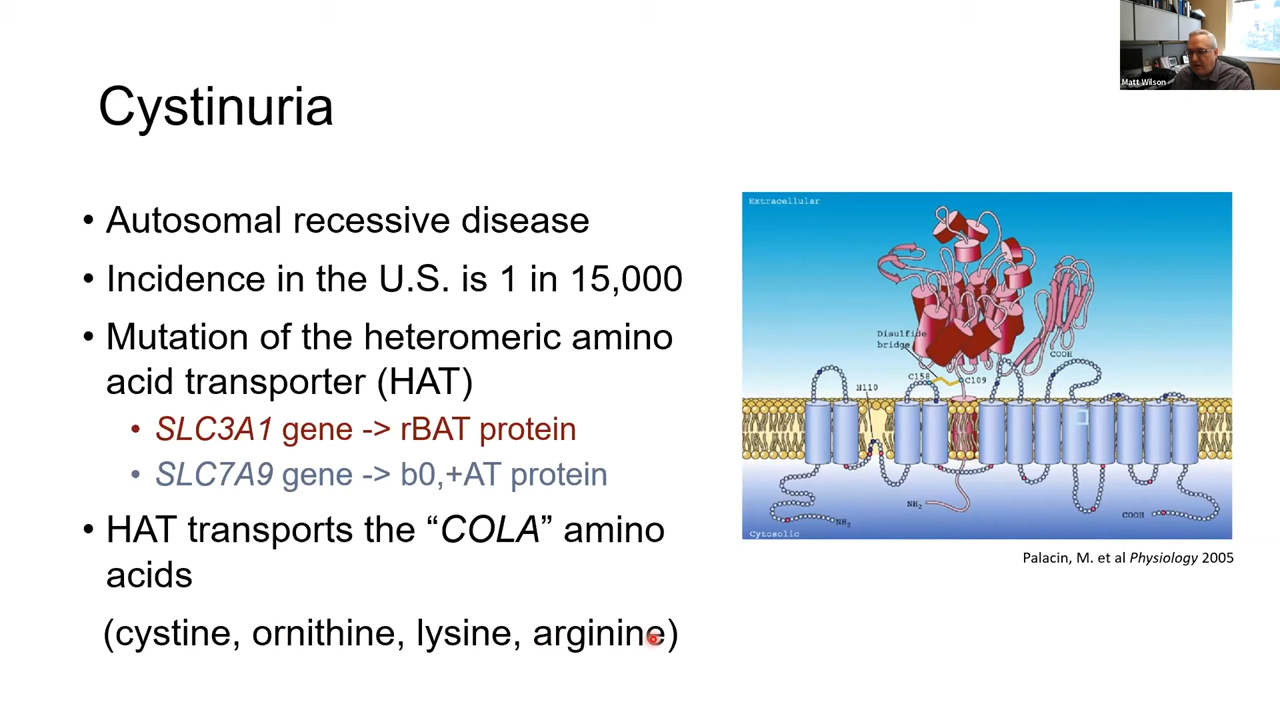 Matt Wilson
Cystinuria
• Autosomal recessive disease
• Incidence in the U.S. is 1 in 15,000
• Mutation of the heteromeric amino
acid transporter (HAT)
• SLC3A1 gene -> rBAT protein
• SLC7A9 gene -> b0,+AT protein
• HAT transports the “COLA” amino
acids
(cystine, ornithine, lysine, arginine)
Extracellular
Disulfide
bridge
COOH
C158
C109
H110
NH2
NH2
COOH
Cytosolic
Palacin, M. et al Physiology 2005